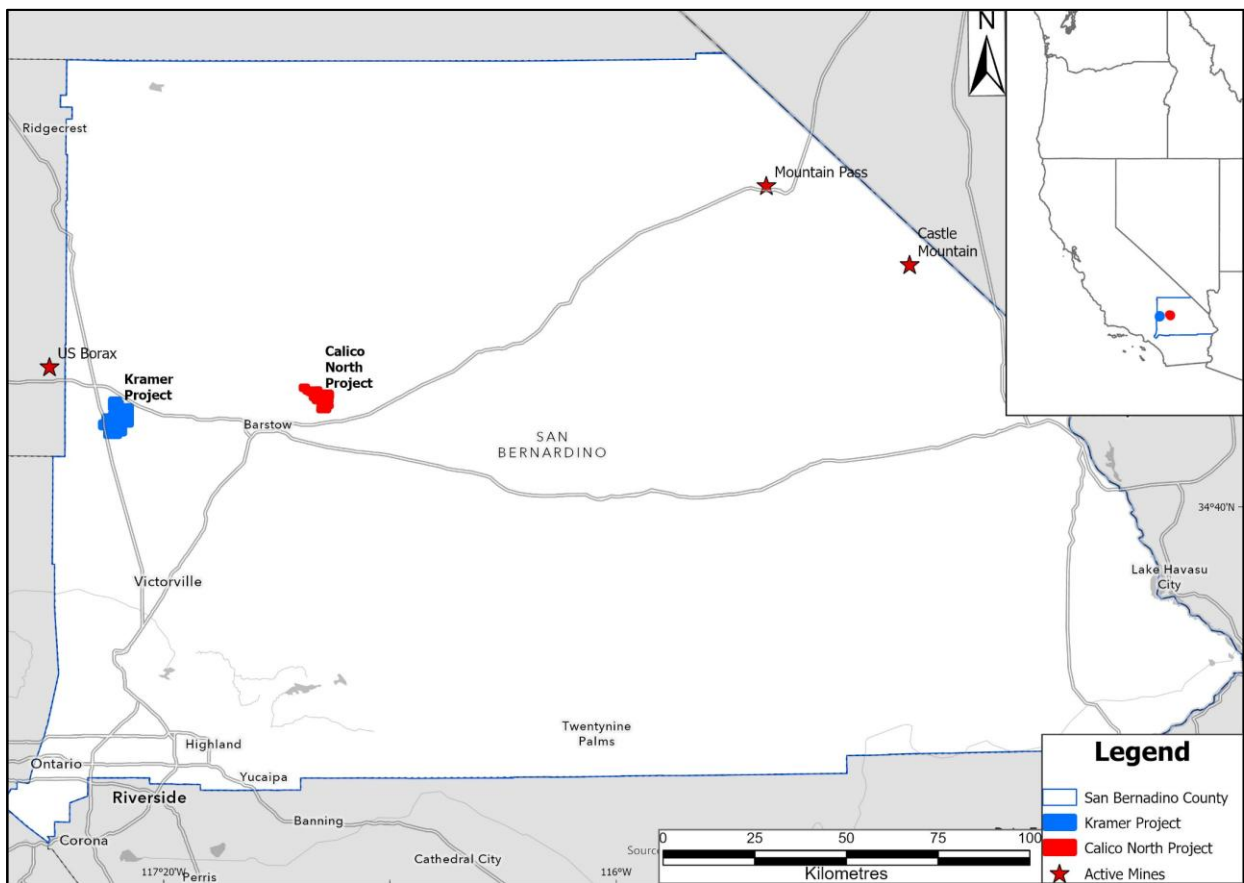 N
Ridgecrest
Mountain Pass
Castle
Mountain
US Borax
Kramer
Project
Calico
North
Project
Barstow
SAN
BERNARDINO
34°40'N
Victorville
Lake Havasu
City
Twentynine
Palms
Highland
Ontario
Yucaipa
Riverside
Banning
Corona
Cathedral City
117°20'W
Perris
116°W
Source
0 25 50 75 100
Kilometres
Legend
San Bernadino County
Kramer Project
Calico North Project
Active Mines